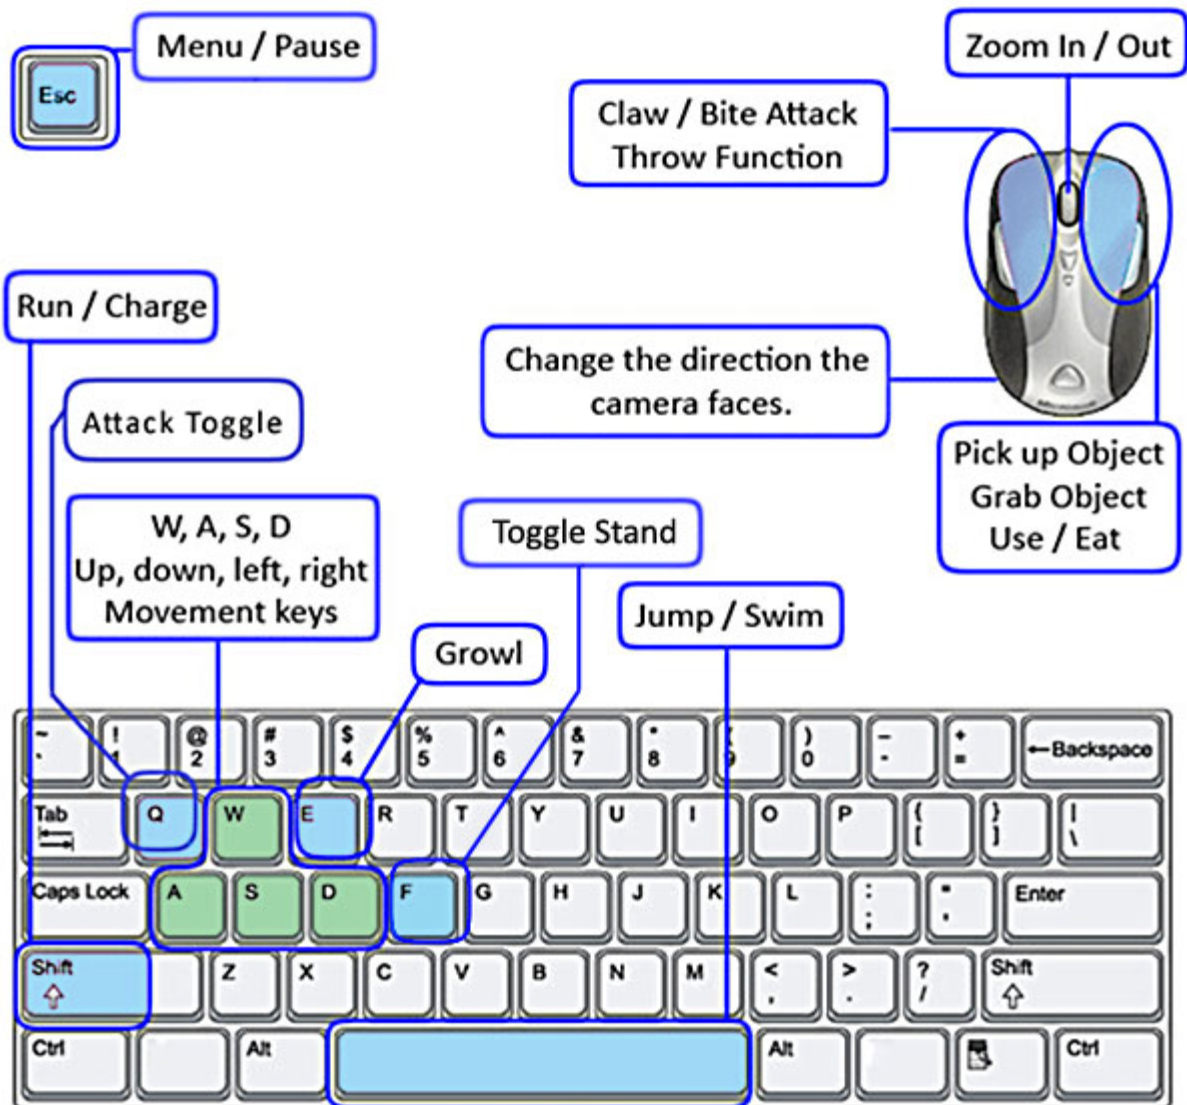 Menu / Pause
Zoom In / Out
Esc
Claw / Bite Attack
Throw Function
Run / Charge
Change the direction the
camera faces.
Attack Toggle
Pick up Object
Grab Object
Use / Eat
W, A, S, D
Up, down, left, right
Movement keys
Toggle Stand
Jump / Swim
Growl
~ ! @ # $ % ^ & * ( ) - +
` 1 2 3 4 5 6 7 8 9 0 - = ←Backspace
Tab Q W E R T Y U I O P { } |
[ ] \
Caps Lock A S D F G H J K L : " Enter
; '
Shift Z X C V B N M < > ? Shift
, . /
Ctrl Alt Alt Ctrl